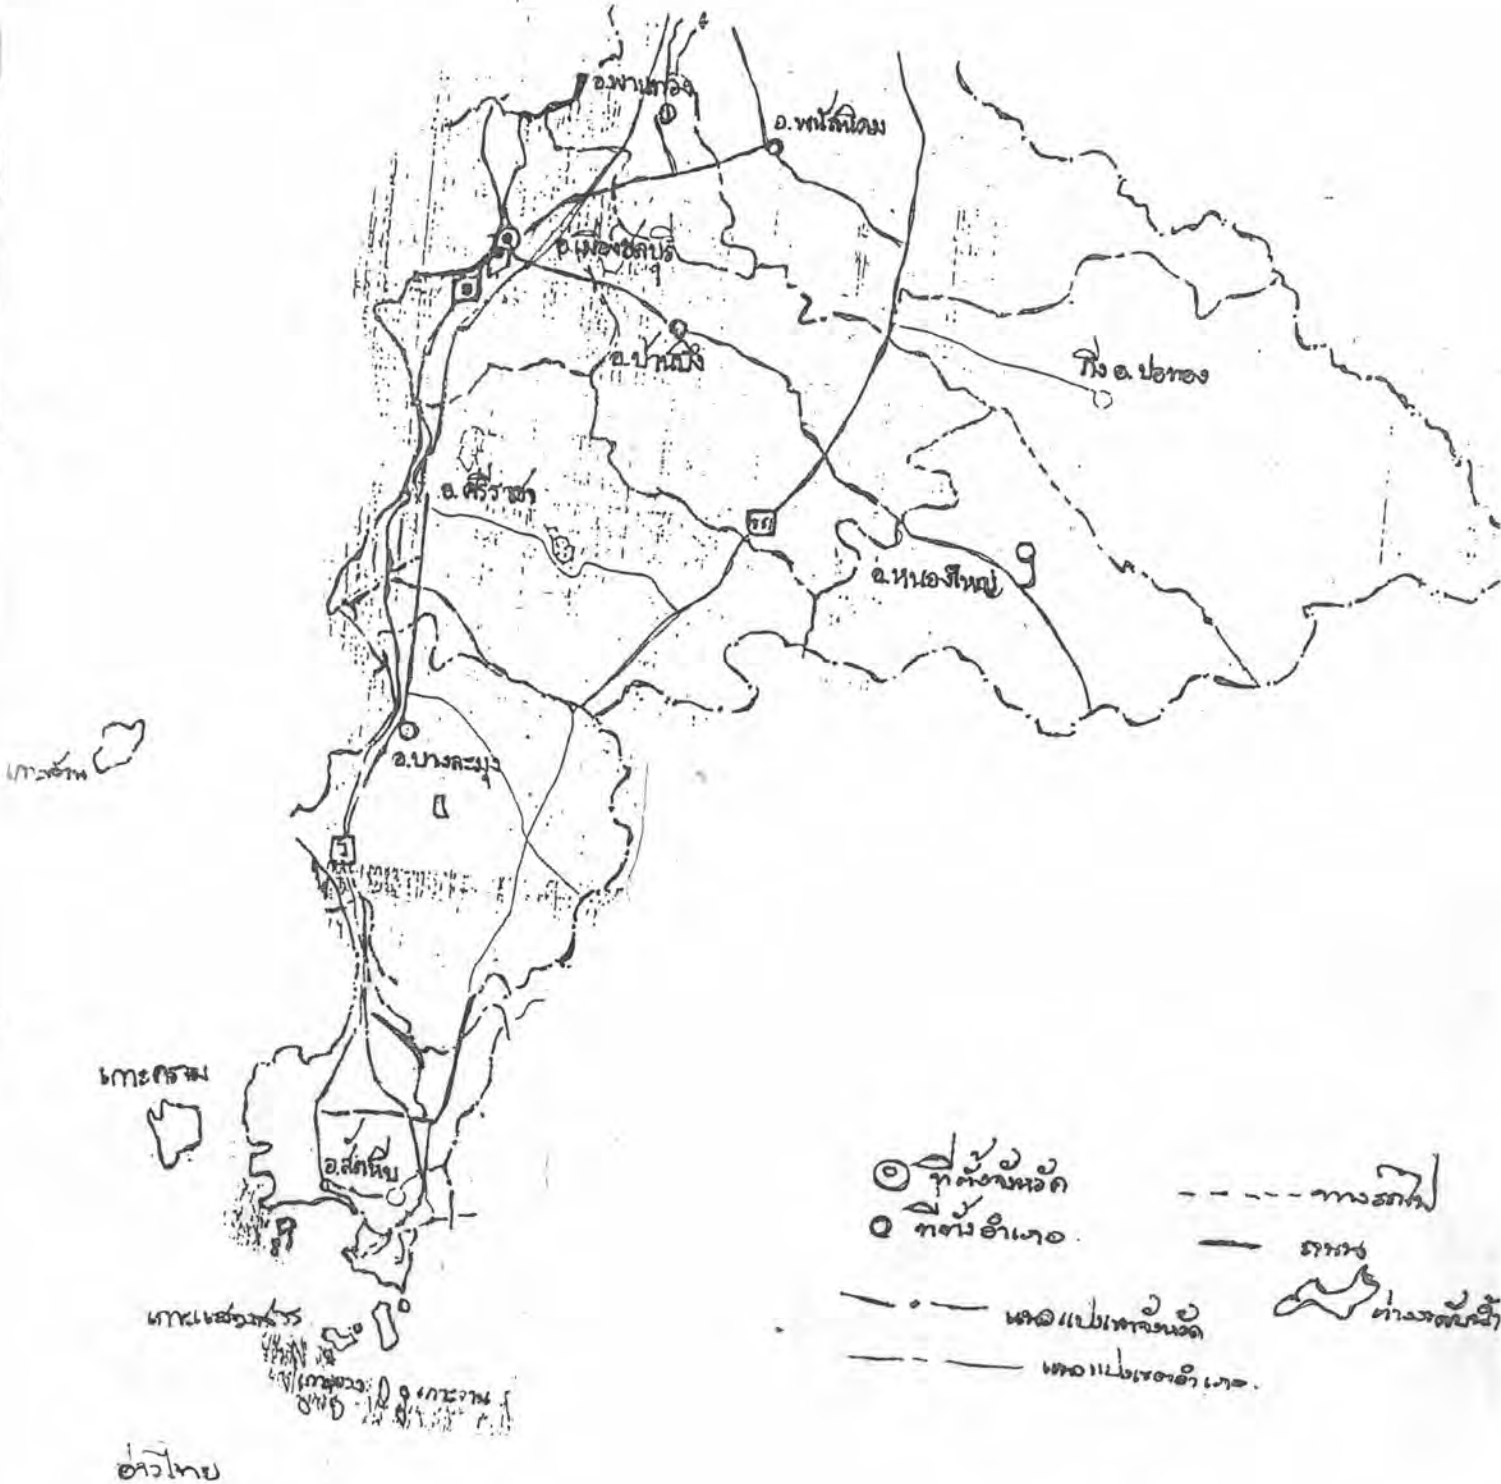 อ.พานทอง
อ.พนัสนิคม
อ.เมืองชลบุรี
อ.บ้านบึง
กิ่ง อ. บ่อทอง
อ. ศรีราชา
อ.หนองใหญ่
อ.บางละมุง
เกาะคราม
อ.สัตหีบ
เกาะแสมสาร
เกาะจาน
อ่าวไทย
ที่ตั้งจังหวัด
ที่ตั้งอำเภอ
แนวแบ่งเขตจังหวัด
แนวแบ่งเขตอำเภอ
ทางรถไฟ
ถนน